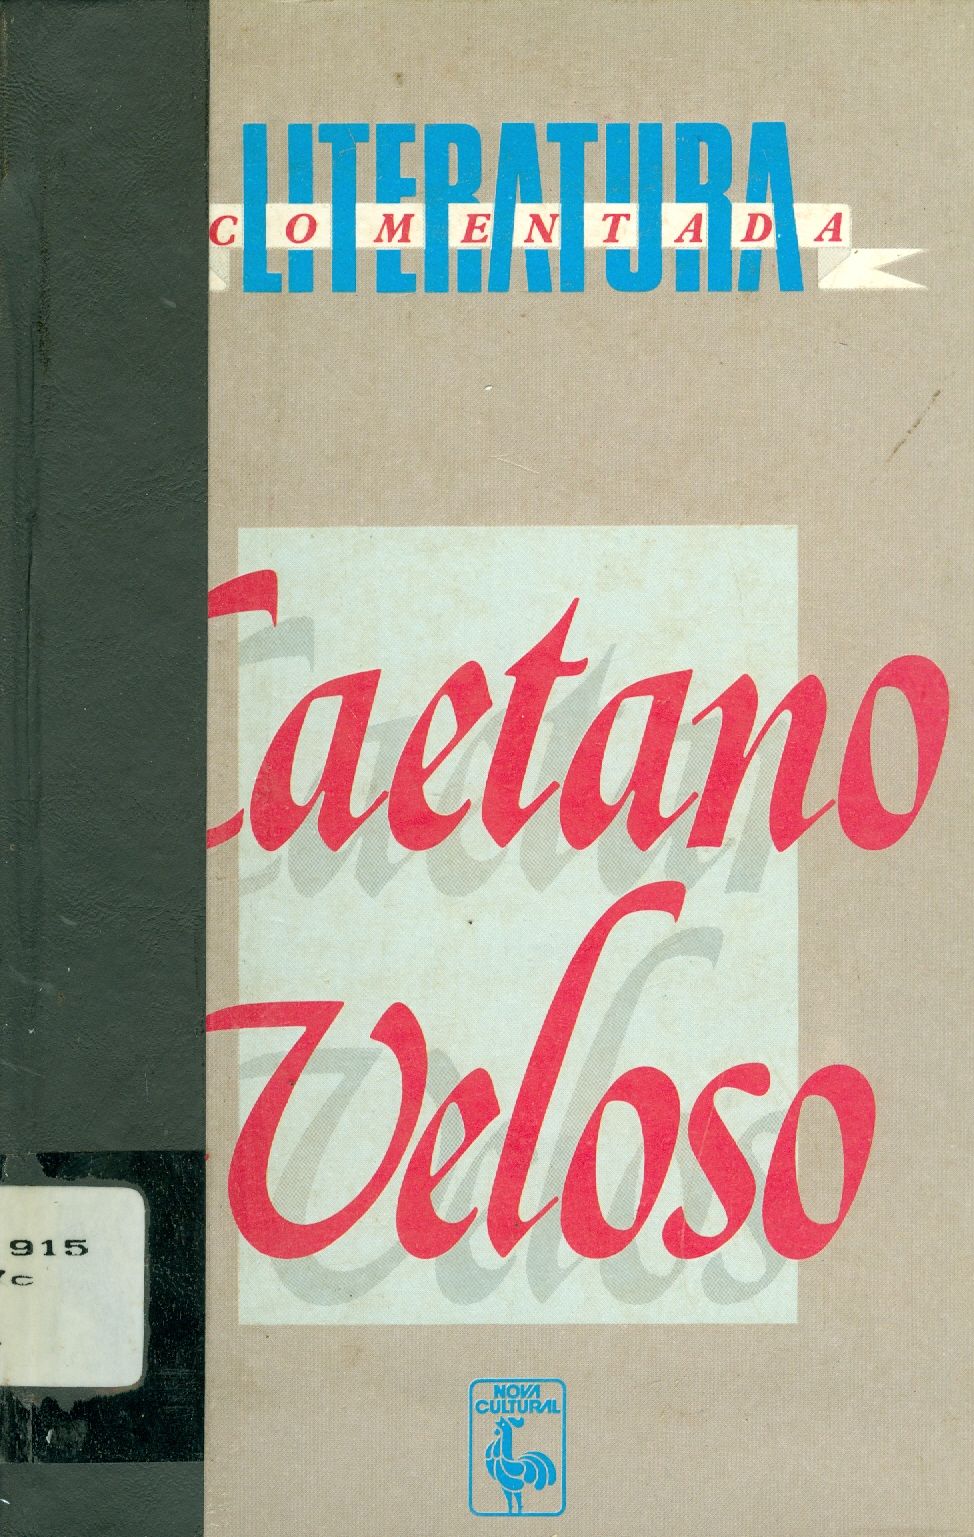 LITERATURA
COMENTADA
Caetano
Veloso
915
7c
NOVA
CULTURAL